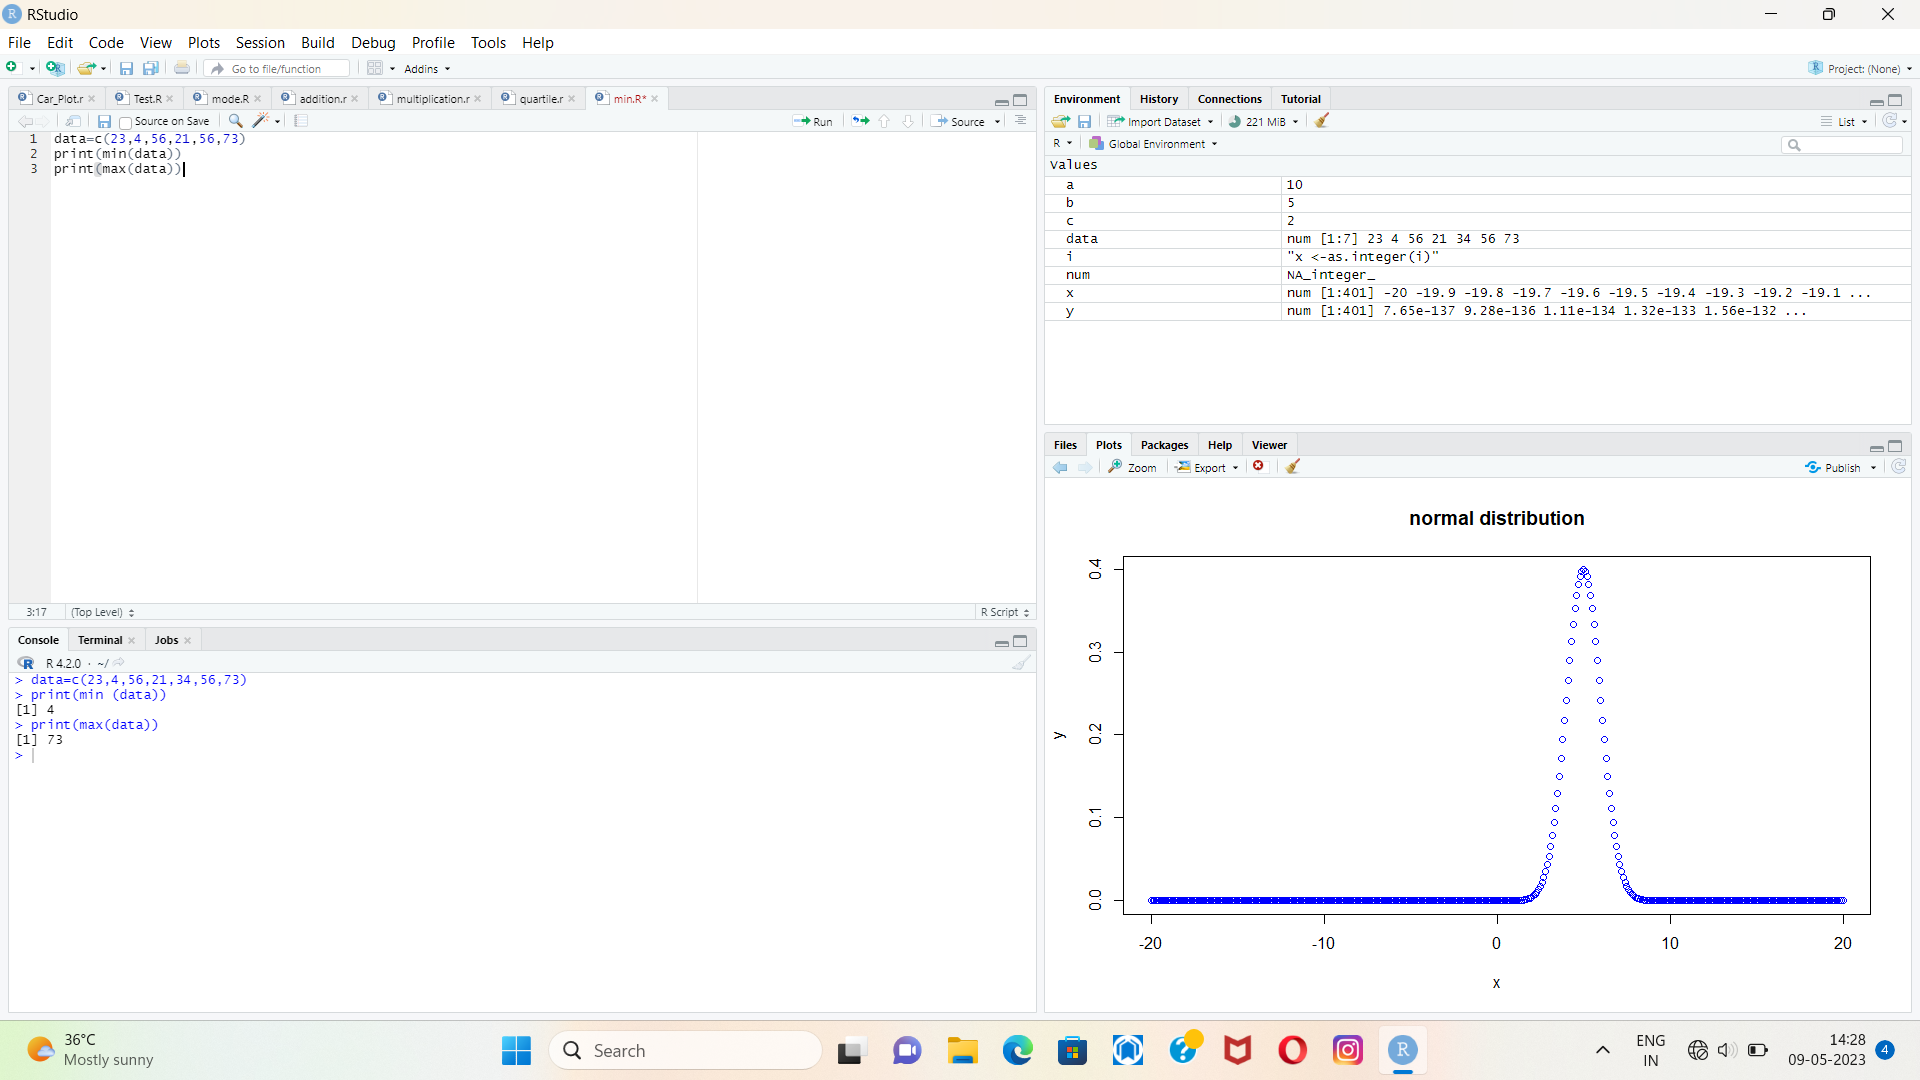 RStudio
File Edit Code View Plots Session Build Debug Profile Tools Help
Go to file/function Addins Project: (None)
Car_Plot.r Test.R mode.R addition.r multiplication.r quartile.r min.R*
Source on Save Run Source
1 data=c(23,4,56,21,56,73)
2 print(min(data))
3 print(max(data))
3:17 (Top Level) R Script
Console Terminal Jobs
R 4.2.0 · ~/
> data=c(23,4,56,21,34,56,73)
> print(min (data))
[1] 4
> print(max(data))
[1] 73
>
Environment History Connections Tutorial
Import Dataset 221 MiB List
R Global Environment
Values
a 10
b 5
c 2
data num [1:7] 23 4 56 21 34 56 73
i "x <-as.integer(i)"
num NA_integer_
x num [1:401] -20 -19.9 -19.8 -19.7 -19.6 -19.5 -19.4 -19.3 -19.2 -19.1 ...
y num [1:401] 7.65e-137 9.28e-136 1.11e-134 1.32e-133 1.56e-132 ...
Files Plots Packages Help Viewer
Zoom Export Publish
normal distribution
0.4
0.3
0.2
0.1
0.0
y
-20 -10 0 10 20
x
36°C
Mostly sunny
Search
ENG
IN
14:28
09-05-2023
4